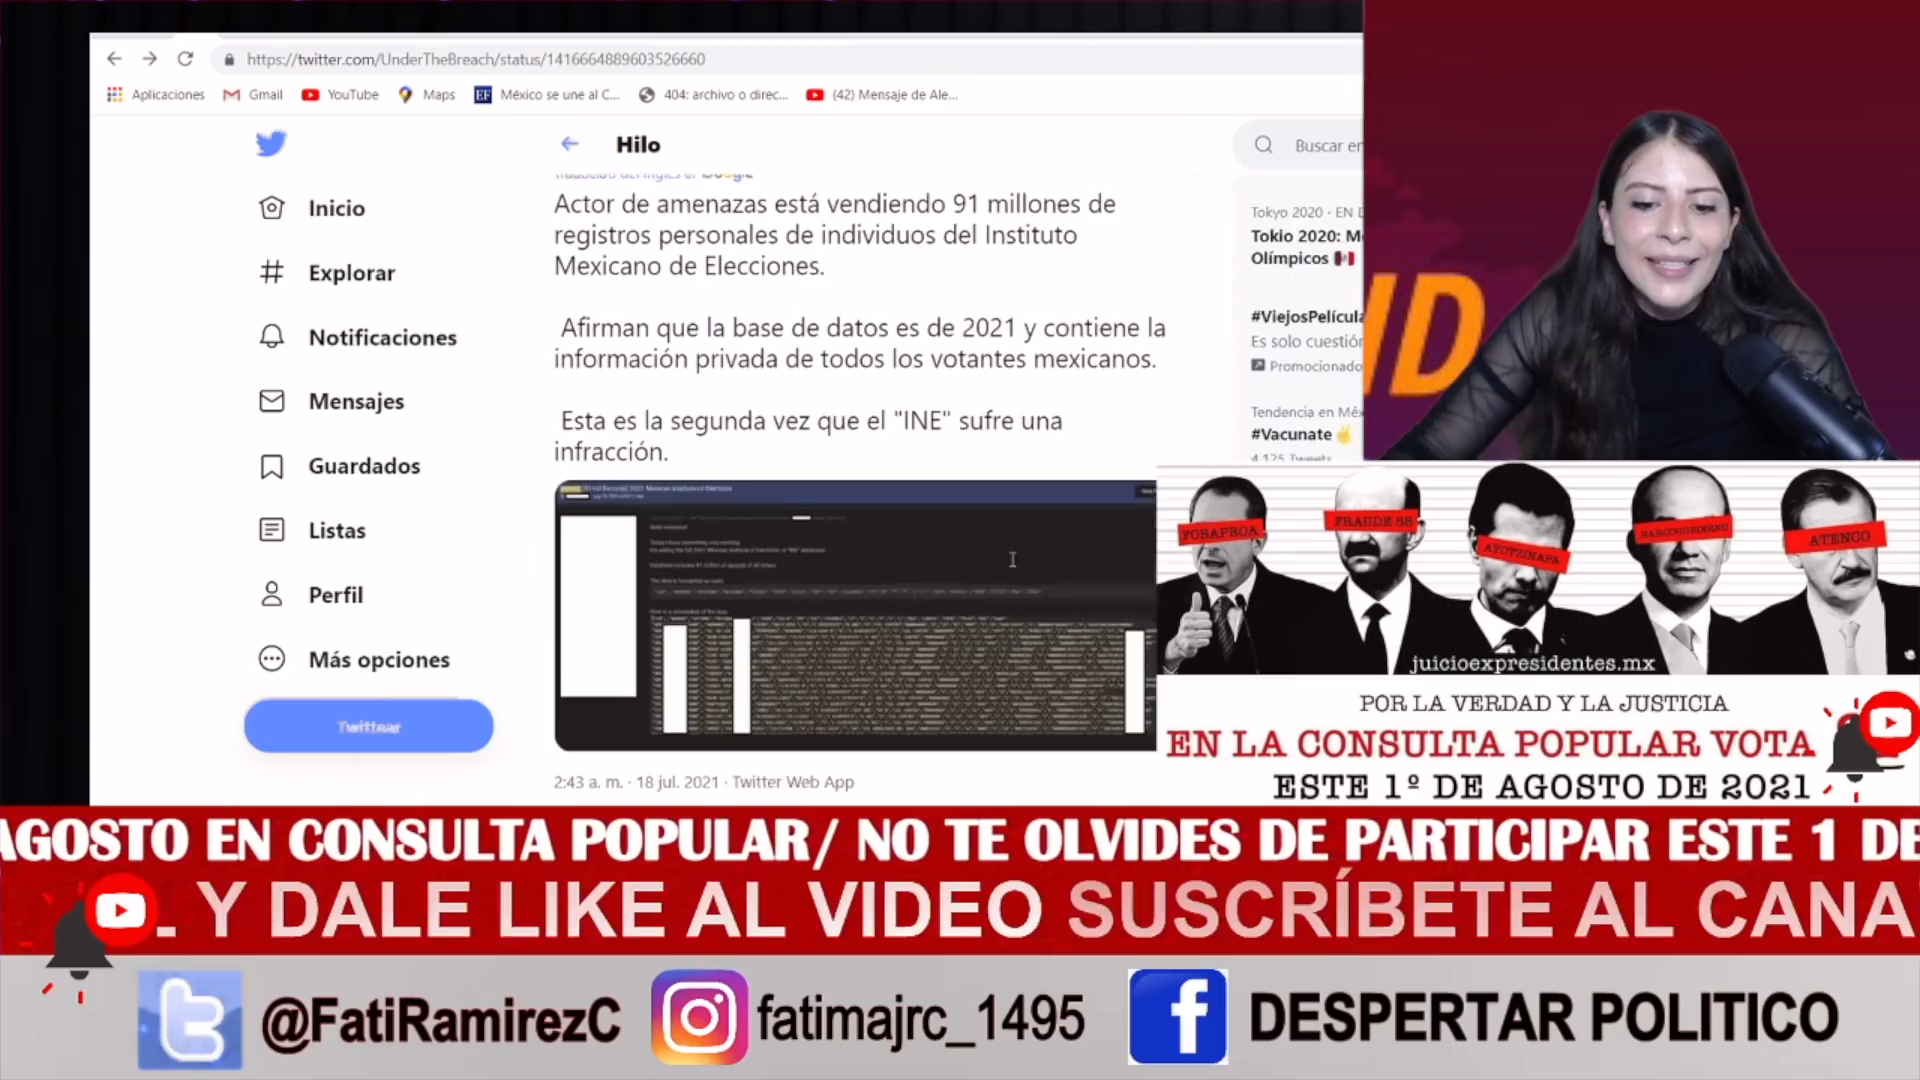 https://twitter.com/UnderTheBreach/status/1416664889603526660
Aplicaciones
Gmail
YouTube
Maps
EF
México se une al C...
404: archivo o direc...
(42) Mensaje de Ale...
Hilo
Buscar en
Inicio
Explorar
Notificaciones
Mensajes
Guardados
Listas
Perfil
Más opciones
Twittear
Actor de amenazas está vendiendo 91 millones de
registros personales de individuos del Instituto
Mexicano de Elecciones.
Afirman que la base de datos es de 2021 y contiene la
información privada de todos los votantes mexicanos.
Esta es la segunda vez que el "INE" sufre una
infracción.
2:43 a. m. · 18 jul. 2021 · Twitter Web App
Tokyo 2020 · EN
Tokio 2020:
Olímpicos
Es solo cuestión
Promocionado
Tendencia en
#Vacunate
4.125 Tweets
ND
FOBAPROA
FRAUDE 88
AYOTZINAPA
NARCOGOBIERNO
ATENCO
juicioexpresidentes.mx
POR LA VERDAD Y LA JUSTICIA
EN LA CONSULTA POPULAR VOTA
ESTE 1º DE AGOSTO DE 2021
AGOSTO EN CONSULTA POPULAR/ NO TE OLVIDES DE PARTICIPAR ESTE 1 DE
L Y DALE LIKE AL VIDEO SUSCRÍBETE AL CANA
@FatiRamirezC
fatimajrc_1495
DESPERTAR POLITICO